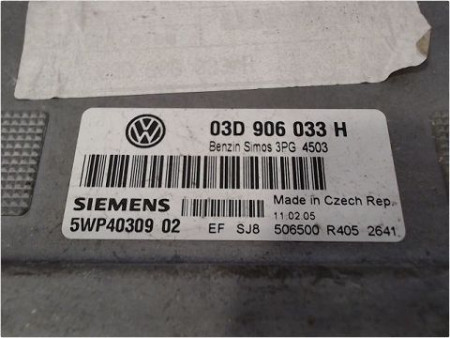 VW
03D 906 033 H
Benzin Simos 3PG 4503
SIEMENS
Made in Czech Rep.
11.02.05
5WP40309 02
EF SJ8 506500 R405 2641